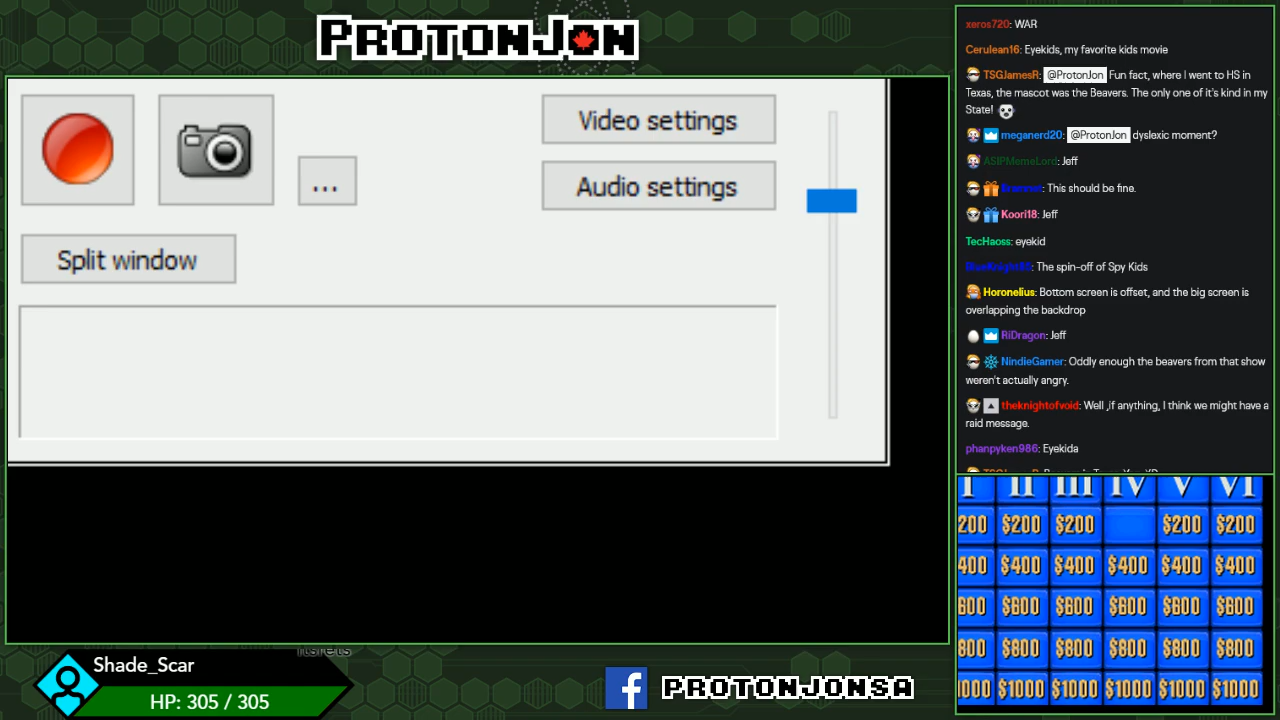 PROTONJON
Video settings
Audio settings
...
Split window
xeros720: WAR
Cerulean16: Eyekids, my favorite kids movie
TSGJamesR: @ProtonJon Fun fact, where I went to HS in
Texas, the mascot was the Beavers. The only one of it's kind in my
State!
meganerd20: @ProtonJon dyslexic moment?
ASIPMemeLord: Jeff
: This should be fine.
Koori18: Jeff
TecHaoss: eyekid
: The spin-off of Spy Kids
Horonelius: Bottom screen is offset, and the big screen is
overlapping the backdrop
RiDragon: Jeff
NindieGamer: Oddly enough the beavers from that show
weren't actually angry.
theknightofvoid: Well ,if anything, I think we might have a
raid message.
phanpyken986: Eyekida
I II III IV V VI
200 $200 $200 $200 $200
400 $400 $400 $400 $400 $400
600 $600 $600 $600 $600 $600
800 $800 $800 $800 $800 $800
1000 $1000 $1000 $1000 $1000 $1000
Shade_Scar
HP: 305 / 305
PROTONJONSA